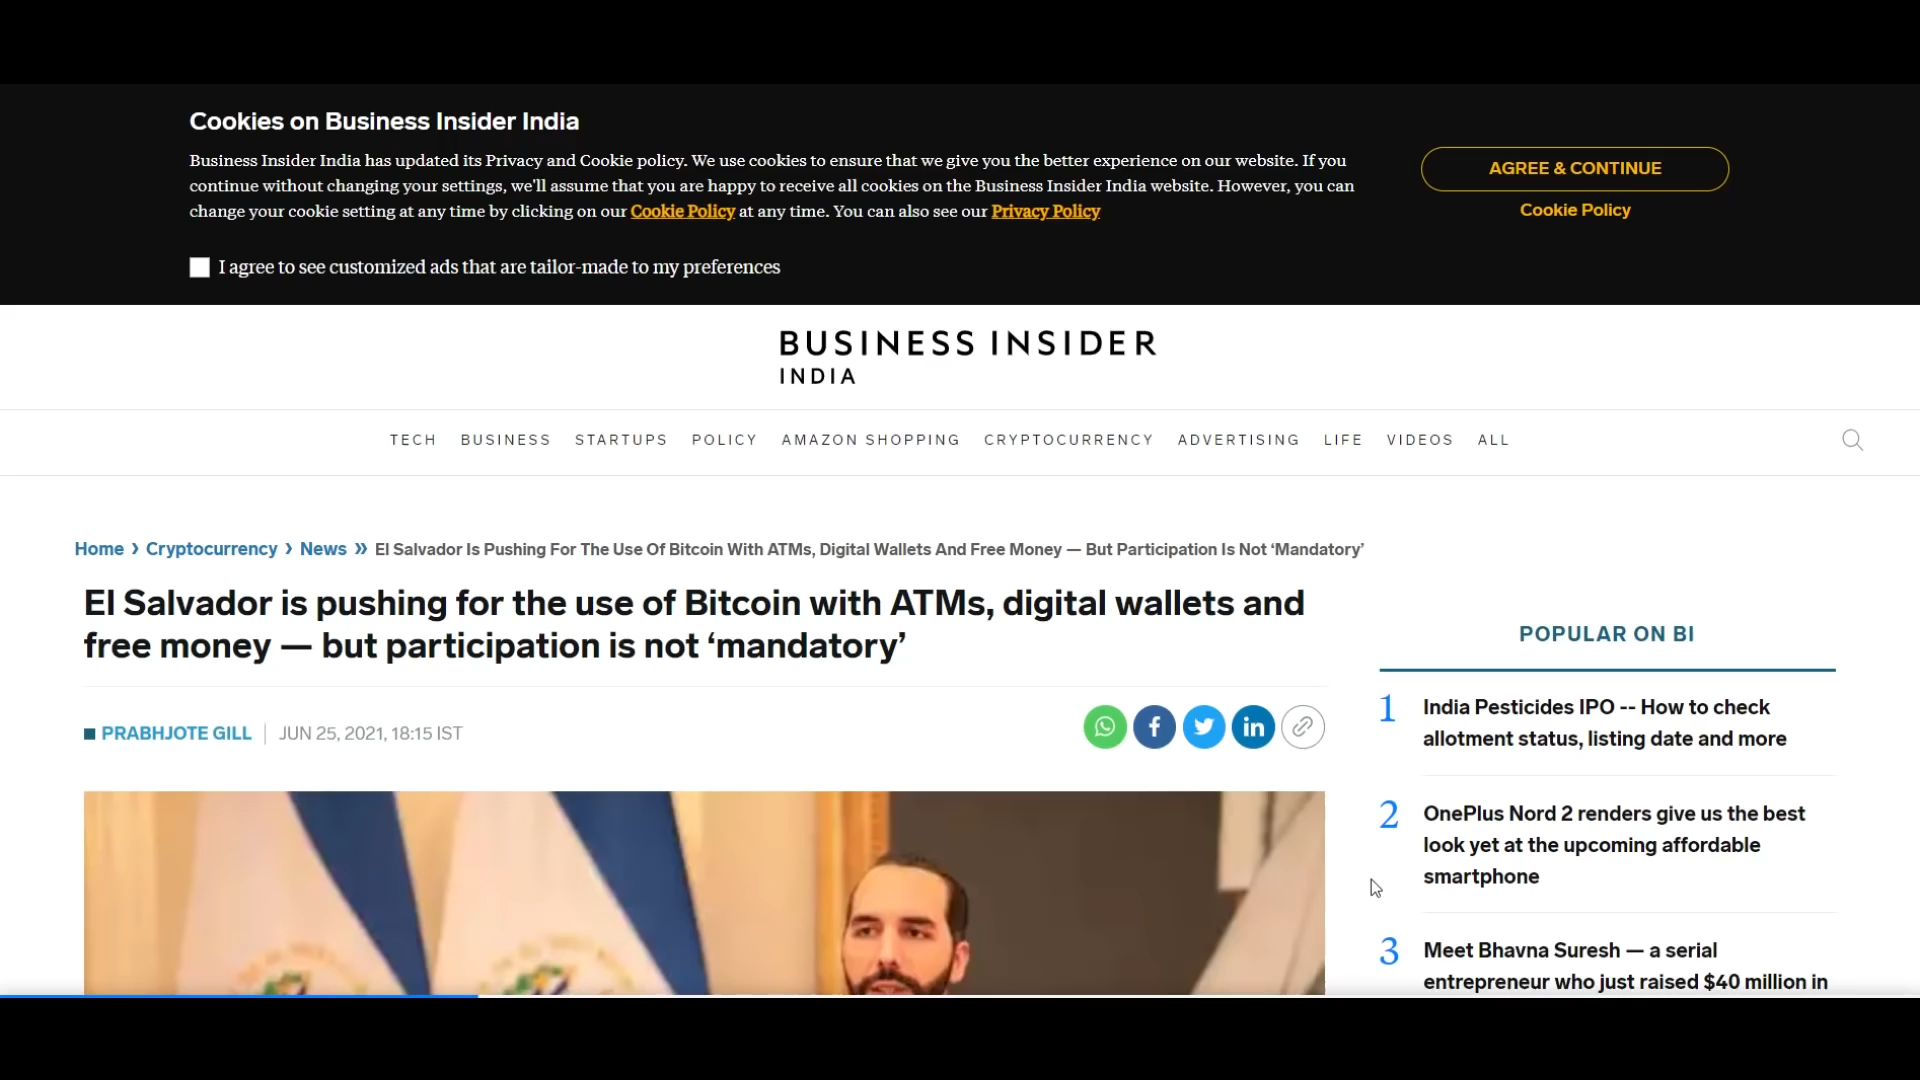 Cookies on Business Insider India
Business Insider India has updated its Privacy and Cookie policy. We use cookies to ensure that we give you the better experience on our website. If you
continue without changing your settings, we'll assume that you are happy to receive all cookies on the Business Insider India website. However, you can
change your cookie setting at any time by clicking on our Cookie Policy at any time. You can also see our Privacy Policy
I agree to see customized ads that are tailor-made to my preferences
AGREE & CONTINUE
Cookie Policy
BUSINESS INSIDER
INDIA
TECH BUSINESS STARTUPS POLICY AMAZON SHOPPING CRYPTOCURRENCY ADVERTISING LIFE VIDEOS ALL
Home › Cryptocurrency › News » El Salvador Is Pushing For The Use Of Bitcoin With ATMs, Digital Wallets And Free Money — But Participation Is Not ‘Mandatory’
El Salvador is pushing for the use of Bitcoin with ATMs, digital wallets and
free money — but participation is not ‘mandatory’
PRABHJOTE GILL | JUN 25, 2021, 18:15 IST
POPULAR ON BI
1 India Pesticides IPO -- How to check
allotment status, listing date and more
2 OnePlus Nord 2 renders give us the best
look yet at the upcoming affordable
smartphone
3 Meet Bhavna Suresh — a serial
entrepreneur who just raised $40 million in